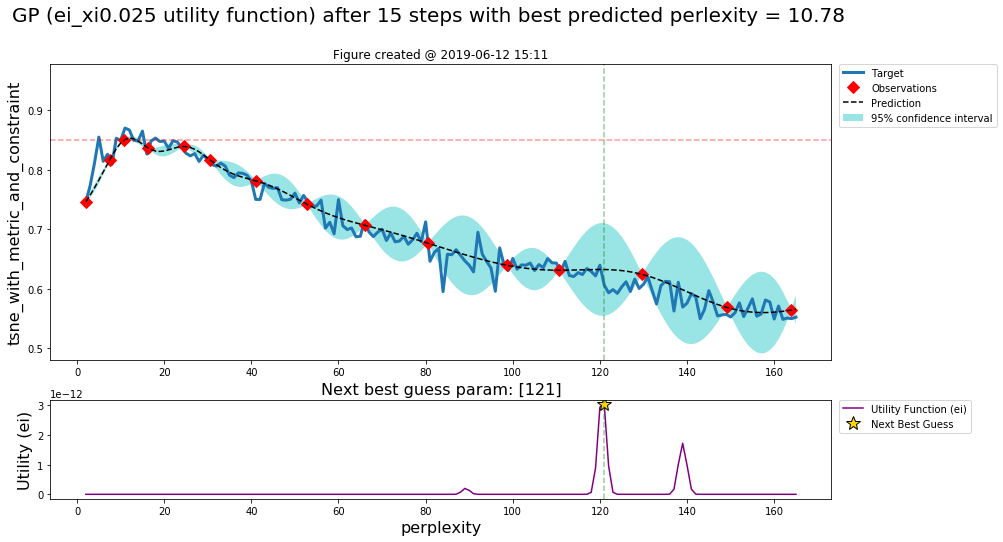 GP (ei_xi0.025 utility function) after 15 steps with best predicted perlexity = 10.78
Figure created @ 2019-06-12 15:11
tsne_with_metric_and_constraint
0.9
0.8
0.7
0.6
0.5
0 20 40 60 80 100 120 140 160
Target
Observations
Prediction
95% confidence interval
Next best guess param: [121]
1e−12
Utility (ei)
3
2
1
0
0 20 40 60 80 100 120 140 160
perplexity
Utility Function (ei)
Next Best Guess